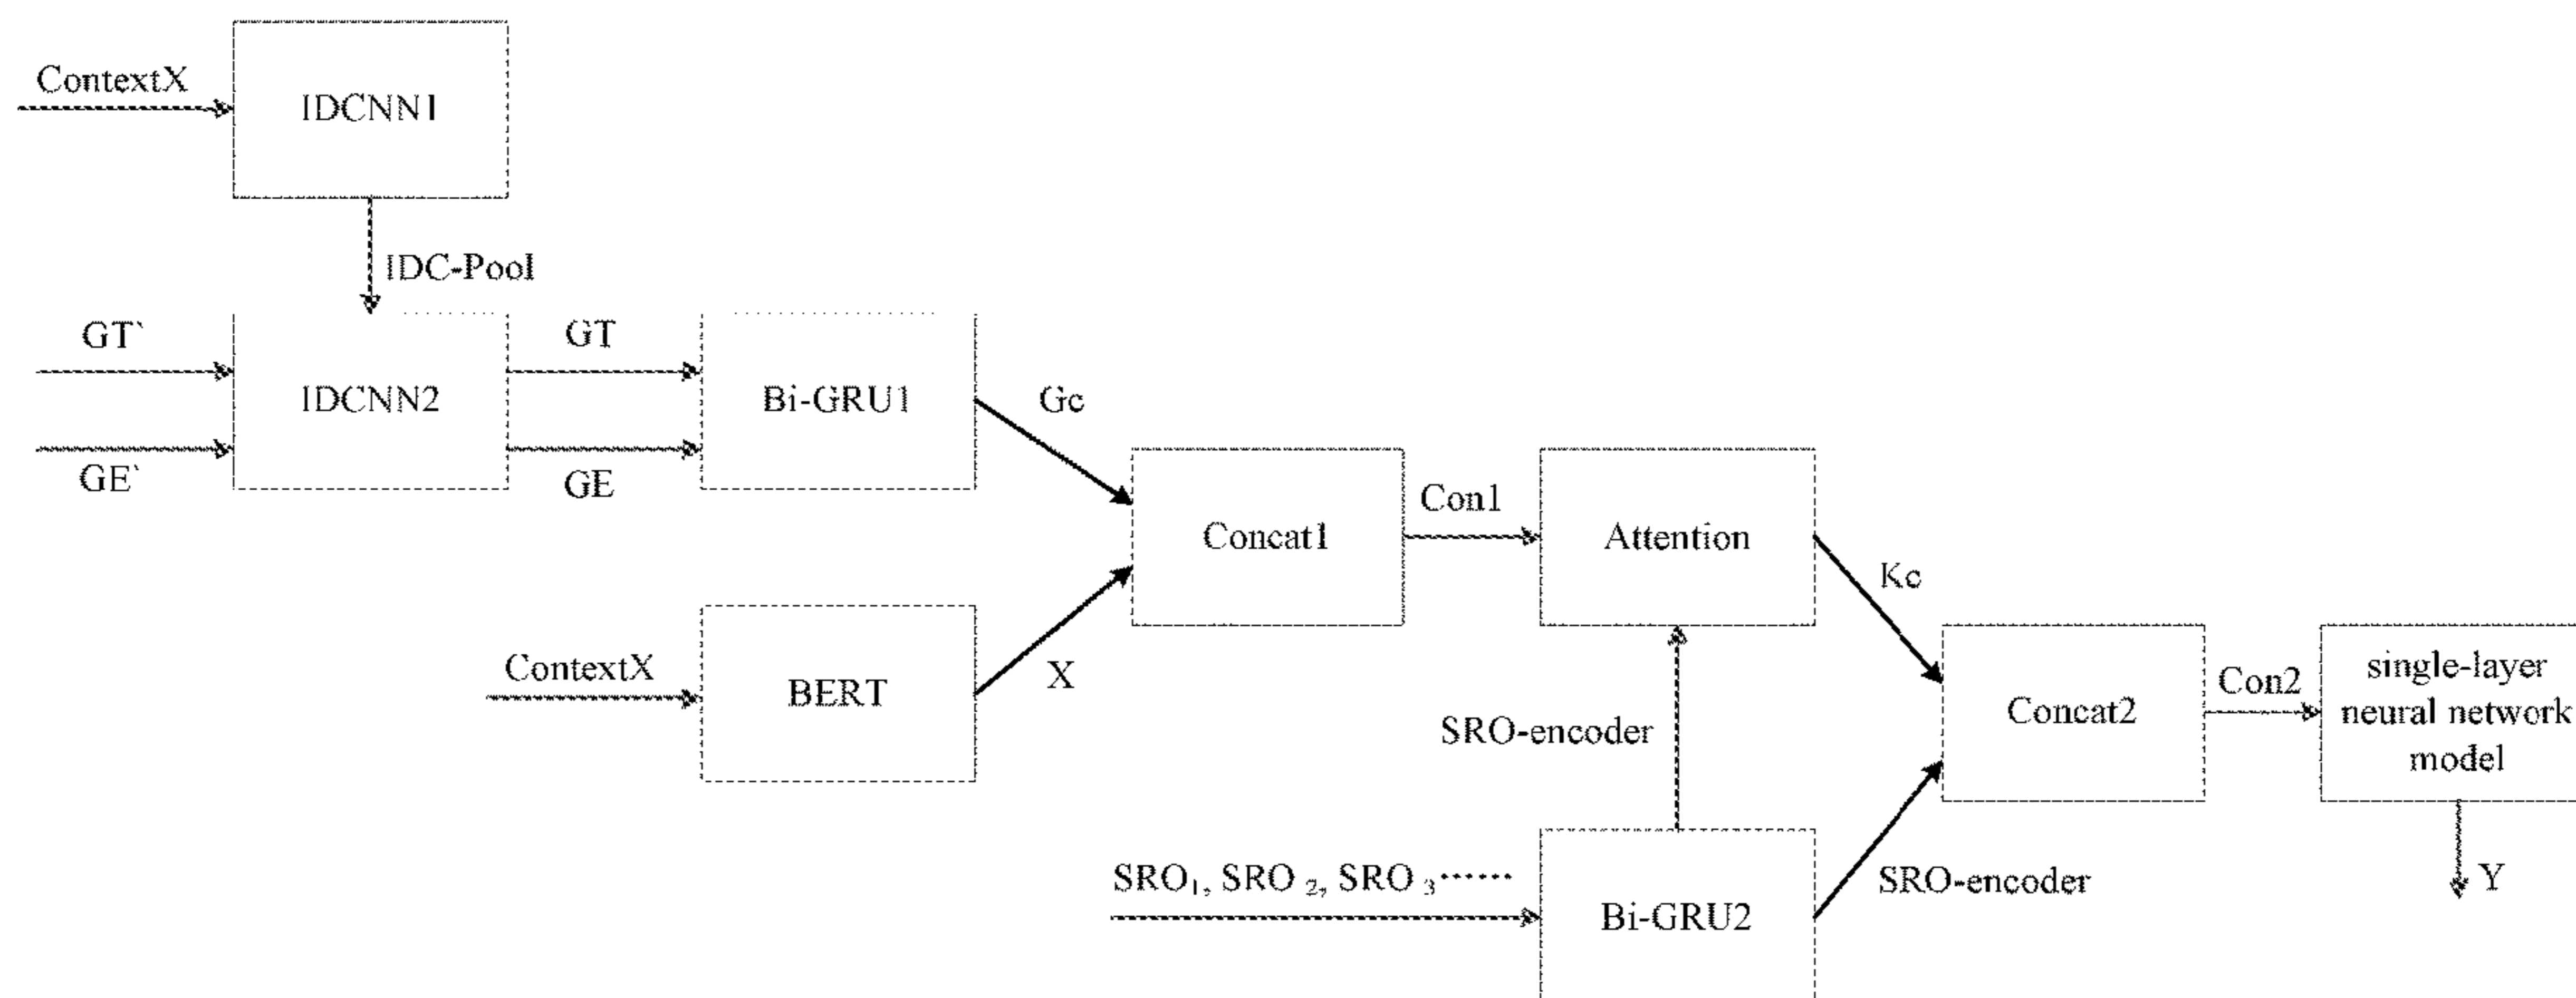 ContextX
IDCNN1
IDC-Pool
GT`
GE`
IDCNN2
GT
GE
Bi-GRU1
Gc
ContextX
BERT
X
Concat1
Con1
Attention
Kc
SRO-encoder
SRO₁, SRO ₂, SRO ₃······
Bi-GRU2
SRO-encoder
Concat2
Con2
single-layer
neural network
model
Y